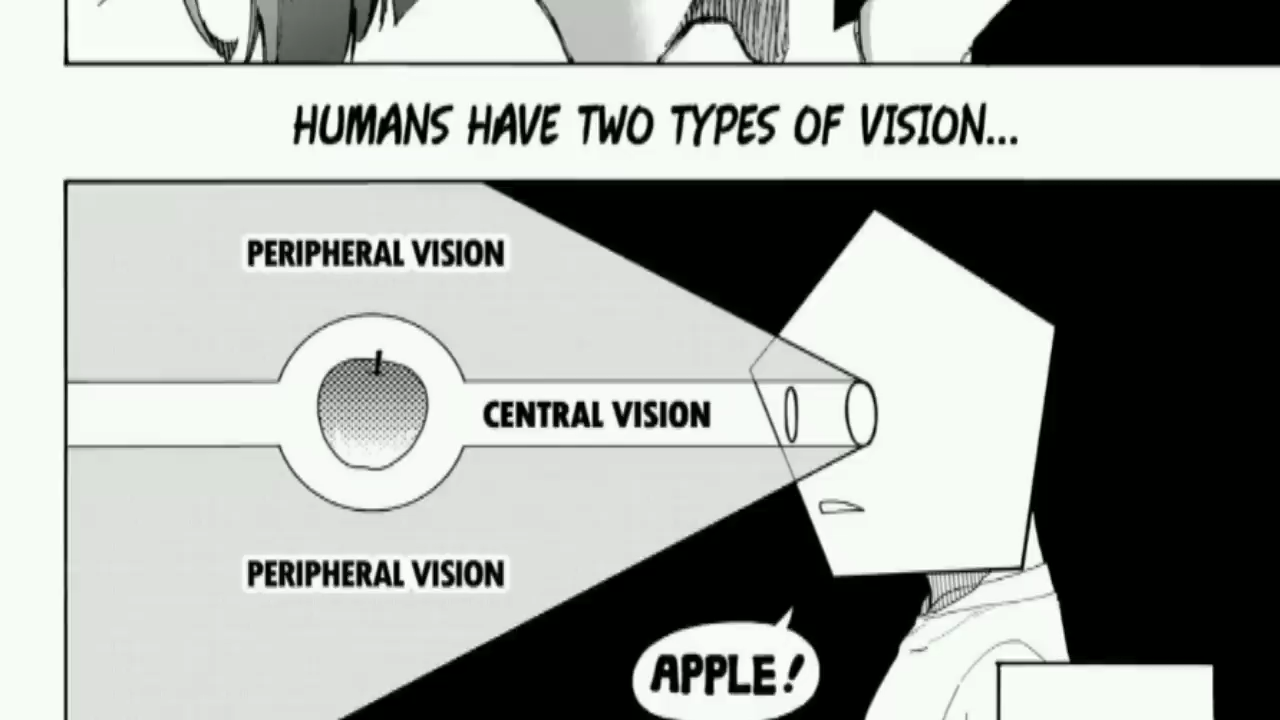 HUMANS HAVE TWO TYPES OF VISION...
PERIPHERAL VISION
CENTRAL VISION
PERIPHERAL VISION
APPLE!